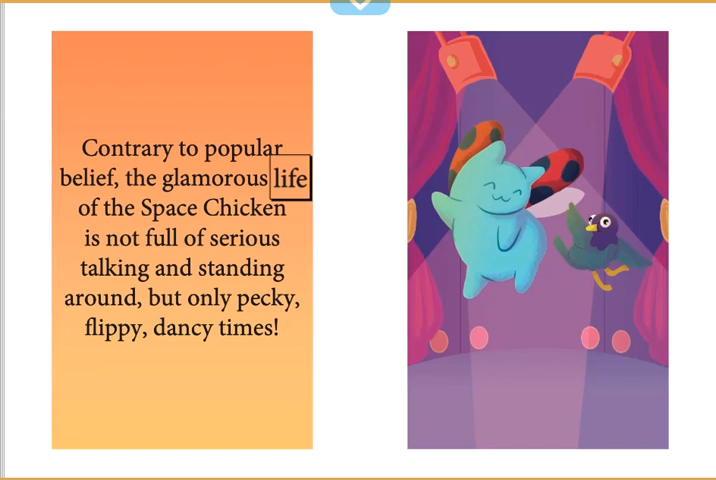 Contrary to popular
belief, the glamorous life
of the Space Chicken
is not full of serious
talking and standing
around, but only pecky,
flippy, dancy times!